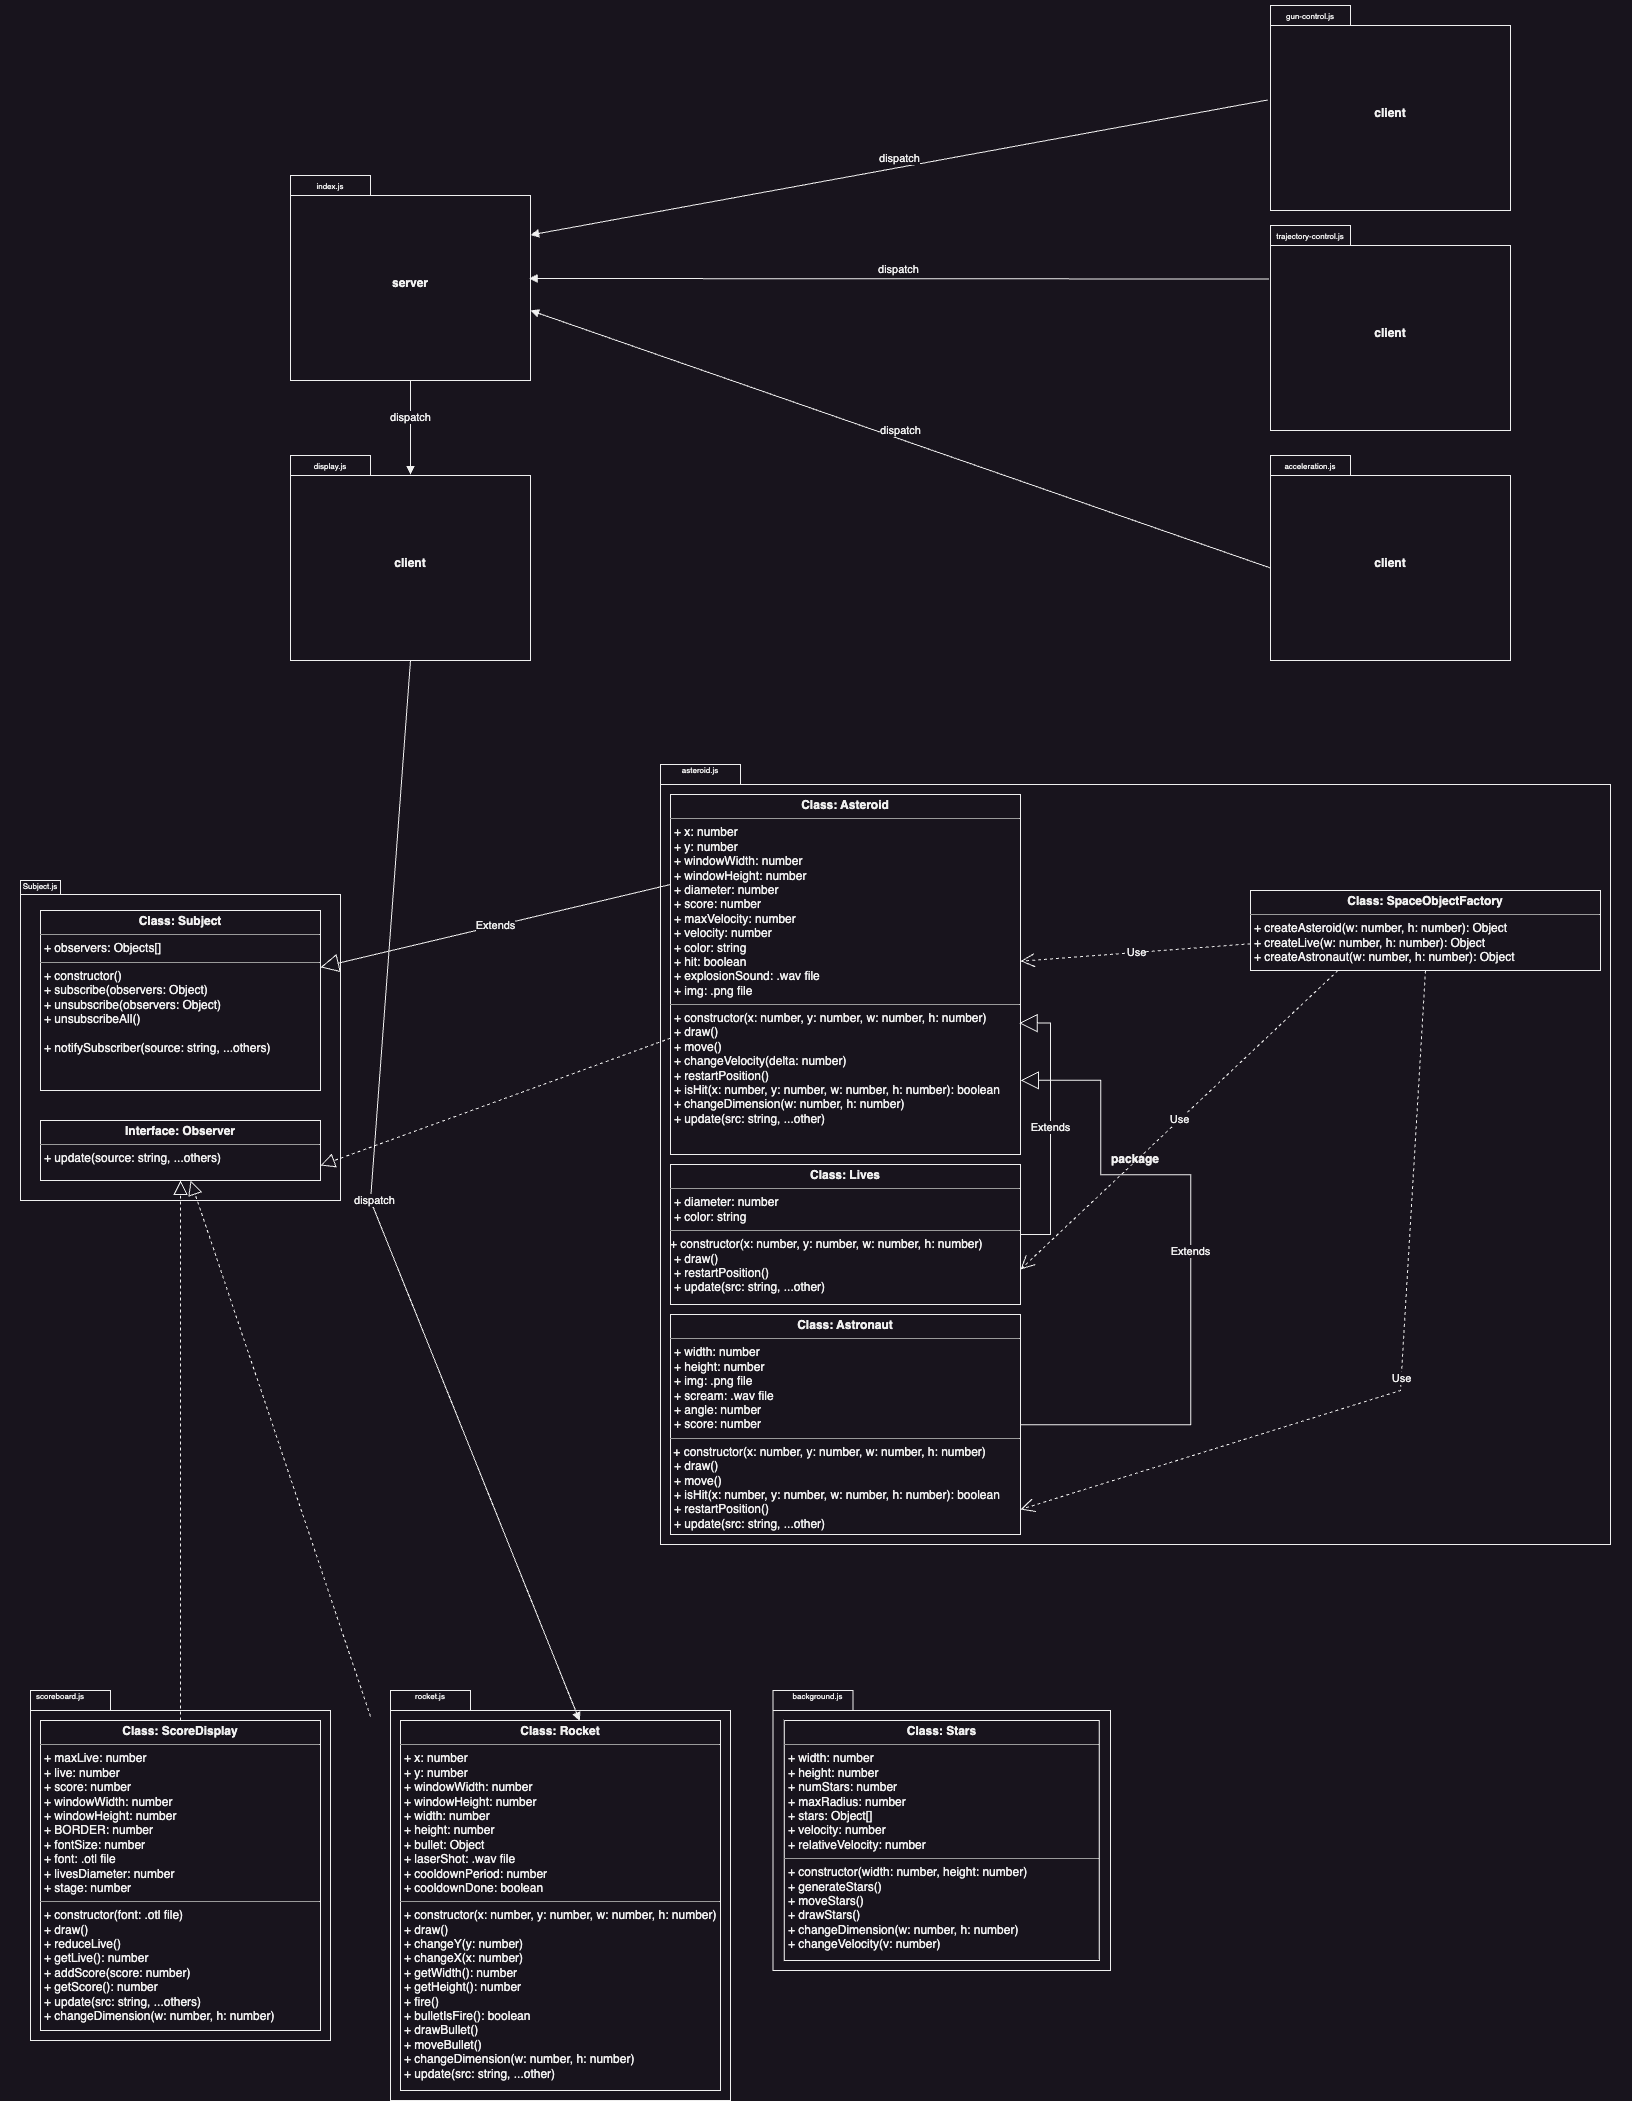 gun-control.js
client
dispatch
index.js
server
trajectory-control.js
client
dispatch
dispatch
dispatch
display.js
client
acceleration.js
client
asteroid.js
Class: Asteroid
+ x: number
+ y: number
+ windowWidth: number
+ windowHeight: number
+ diameter: number
+ score: number
+ maxVelocity: number
+ velocity: number
+ color: string
+ hit: boolean
+ explosionSound: .wav file
+ img: .png file
+ constructor(x: number, y: number, w: number, h: number)
+ draw()
+ move()
+ changeVelocity(delta: number)
+ restartPosition()
+ isHit(x: number, y: number, w: number, h: number): boolean
+ changeDimension(w: number, h: number)
+ update(src: string, ...other)
Class: SpaceObjectFactory
+ createAsteroid(w: number, h: number): Object
+ createLive(w: number, h: number): Object
+ createAstronaut(w: number, h: number): Object
Subject.js
Class: Subject
+ observers: Objects[]
+ constructor()
+ subscribe(observers: Object)
+ unsubscribe(observers: Object)
+ unsubscribeAll()
+ notifySubscriber(source: string, ...others)
Interface: Observer
+ update(source: string, ...others)
Extends
Use
Use
Extends
package
dispatch
Class: Lives
+ diameter: number
+ color: string
+ constructor(x: number, y: number, w: number, h: number)
+ draw()
+ restartPosition()
+ update(src: string, ...other)
Extends
Class: Astronaut
+ width: number
+ height: number
+ img: .png file
+ scream: .wav file
+ angle: number
+ score: number
+ constructor(x: number, y: number, w: number, h: number)
+ draw()
+ move()
+ isHit(x: number, y: number, w: number, h: number): boolean
+ restartPosition()
+ update(src: string, ...other)
Use
scoreboard.js
Class: ScoreDisplay
+ maxLive: number
+ live: number
+ score: number
+ windowWidth: number
+ windowHeight: number
+ BORDER: number
+ fontSize: number
+ font: .otl file
+ livesDiameter: number
+ stage: number
+ constructor(font: .otl file)
+ draw()
+ reduceLive()
+ getLive(): number
+ addScore(score: number)
+ getScore(): number
+ update(src: string, ...others)
+ changeDimension(w: number, h: number)
rocket.js
Class: Rocket
+ x: number
+ y: number
+ windowWidth: number
+ windowHeight: number
+ width: number
+ height: number
+ bullet: Object
+ laserShot: .wav file
+ cooldownPeriod: number
+ cooldownDone: boolean
+ constructor(x: number, y: number, w: number, h: number)
+ draw()
+ changeY(y: number)
+ changeX(x: number)
+ getWidth(): number
+ getHeight(): number
+ fire()
+ bulletIsFire(): boolean
+ drawBullet()
+ moveBullet()
+ changeDimension(w: number, h: number)
+ update(src: string, ...other)
background.js
Class: Stars
+ width: number
+ height: number
+ numStars: number
+ maxRadius: number
+ stars: Object[]
+ velocity: number
+ relativeVelocity: number
+ constructor(width: number, height: number)
+ generateStars()
+ moveStars()
+ drawStars()
+ changeDimension(w: number, h: number)
+ changeVelocity(v: number)